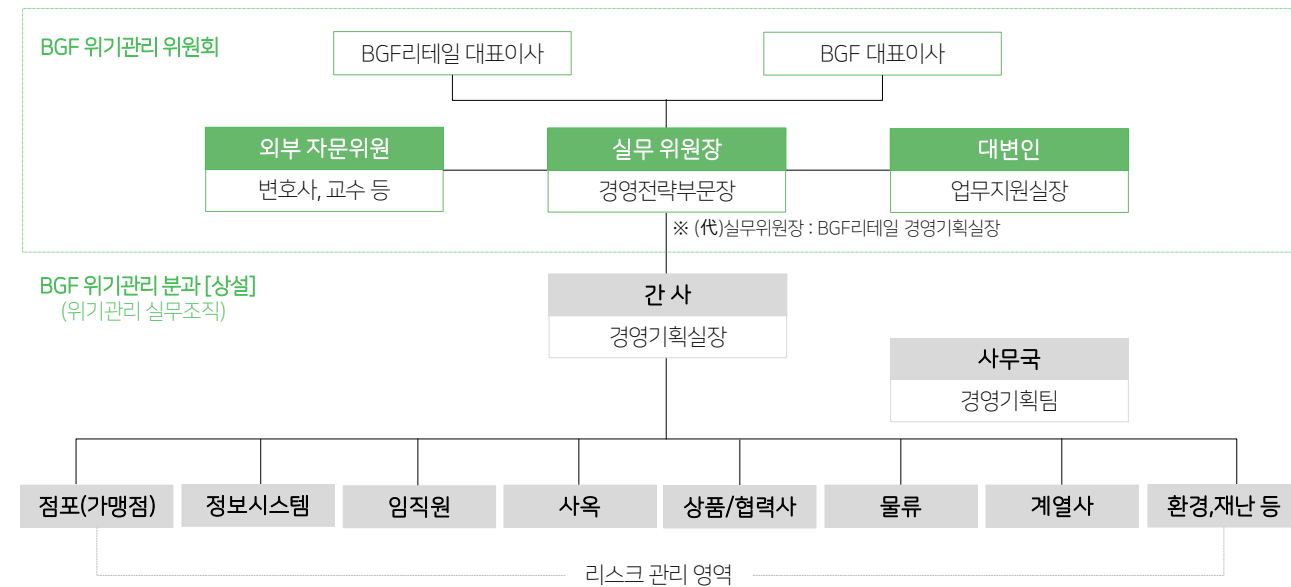 BGF 위기관리 위원회
BGF리테일 대표이사
BGF 대표이사
외부 자문위원
변호사, 교수 등
실무 위원장
경영전략부문장
대변인
업무지원실장
※ (代)실무위원장 : BGF리테일 경영기획실장
BGF 위기관리 분과 [상설]
(위기관리 실무조직)
간 사
경영기획실장
사무국
경영기획팀
점포(가맹점)
정보시스템
임직원
사옥
상품/협력사
물류
계열사
환경,재난 등
리스크 관리 영역